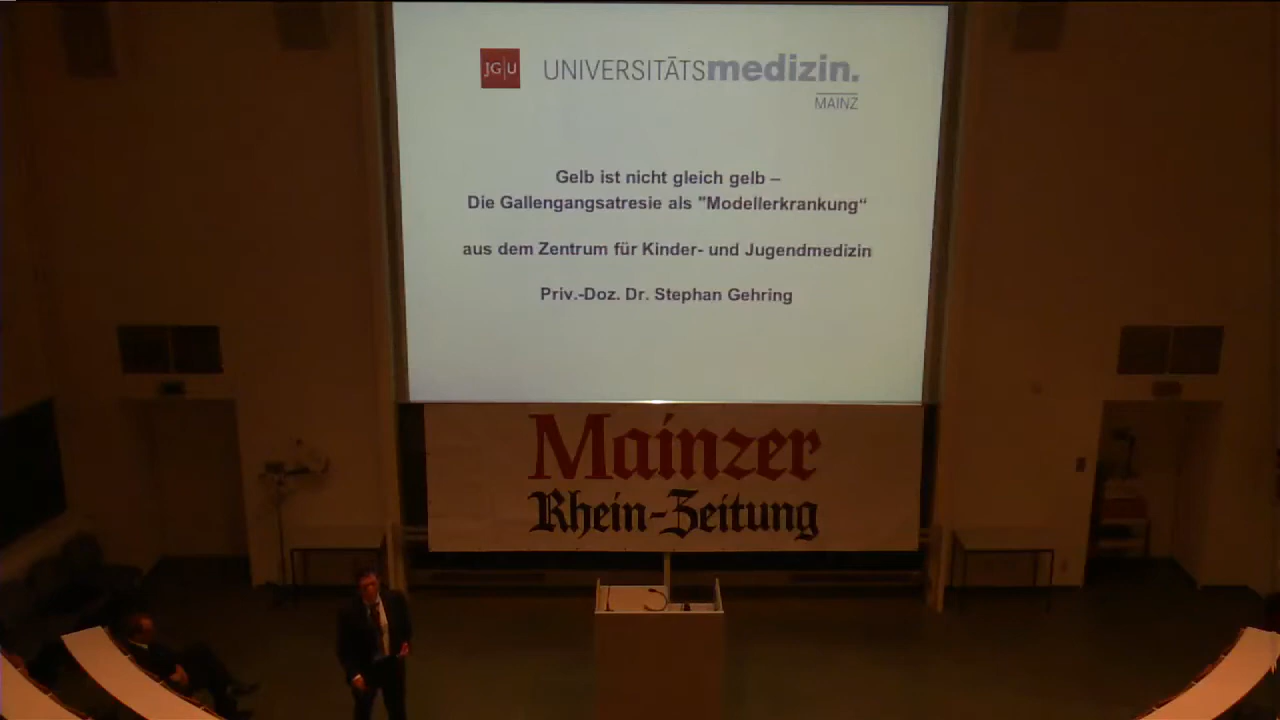 JG|U UNIVERSITÄTSmedizin.
MAINZ
Gelb ist nicht gleich gelb –
Die Gallengangsatresie als "Modellerkrankung“
aus dem Zentrum für Kinder- und Jugendmedizin
Priv.-Doz. Dr. Stephan Gehring
Mainzer
Rhein-Zeitung